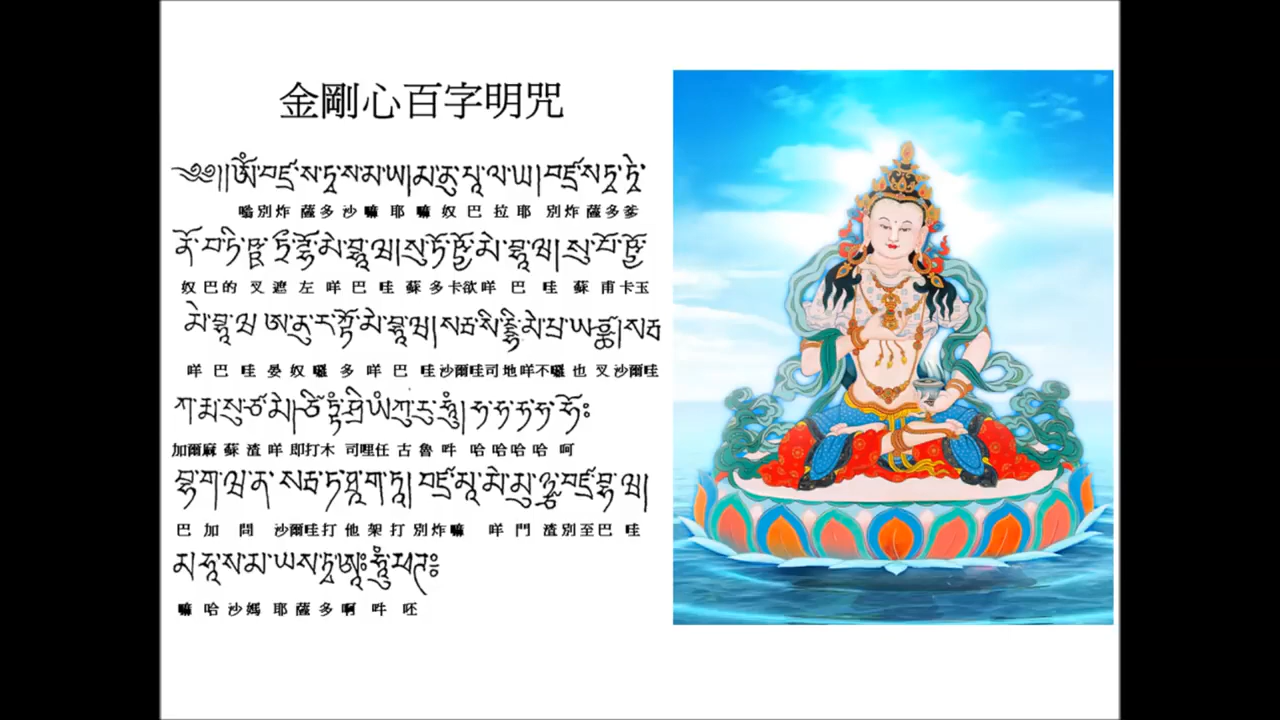 金剛心百字明咒
༄༅།།ཨོཾ་བཛྲ་སཏྭ་ས་མ་ཡ།མ་ནུ་པཱ་ལ་ཡ།བཛྲ་སཏྭ་ཏྭེ་
嗡別炸 薩多沙嘛 耶 嘛 奴 巴 拉 耶 別炸薩多爹
ནོ་པ་ཏིཥྛ་དྲྀ་ཌྷོ་མེ་བྷཱ་ཝ།སུ་ཏོ་ཥྱོ་མེ་བྷཱ་ཝ།སུ་པོ་ཥྱོ་
奴巴的 叉遮 左 咩 巴 哇 蘇 多卡欲咩 巴 哇 蘇 甫卡玉
མེ་བྷཱ་ཝ ཨ་ནུ་རཀྟོ་མེ་བྷཱ་ཝ།སརྦ་སིདྡྷི་མེ་པྲ་ཡ་ཙྪ།སརྦ
咩 巴 哇 晏 奴 囉 多 咩 巴 哇沙爾哇司地咩不囉 也 叉沙爾哇
ཀརྨ་སུ་ཙ་མེ།ཙིཏྟཾ་ཤྲི་ཡཾ་ཀུ་རུ་ཧཱུྃ།ཧ་ཧ་ཧ་ཧ་ཧོཿ
加爾麻 蘇 渣 咩 即打木 司哩任 古 魯 吽 哈 哈哈哈 呵
བྷ་ག་ཝ་ན་ སརྦ་ཏ་ཐཱ་ག་ཏཱ།བཛྲ་མཱ་མེ་མུཉྩ་བཛྲ་བྷ་ཝ།
巴 加 問 沙爾哇打 他 架 打 別炸嘛 咩 門 渣別至巴 哇
མ་ཧཱ་ས་མ་ཡ་སཏྭ་ཨཱཿཧཱུྃ་ཕཊཿ
嘛 哈 沙嗎 耶 薩 多 啊 吽 呸